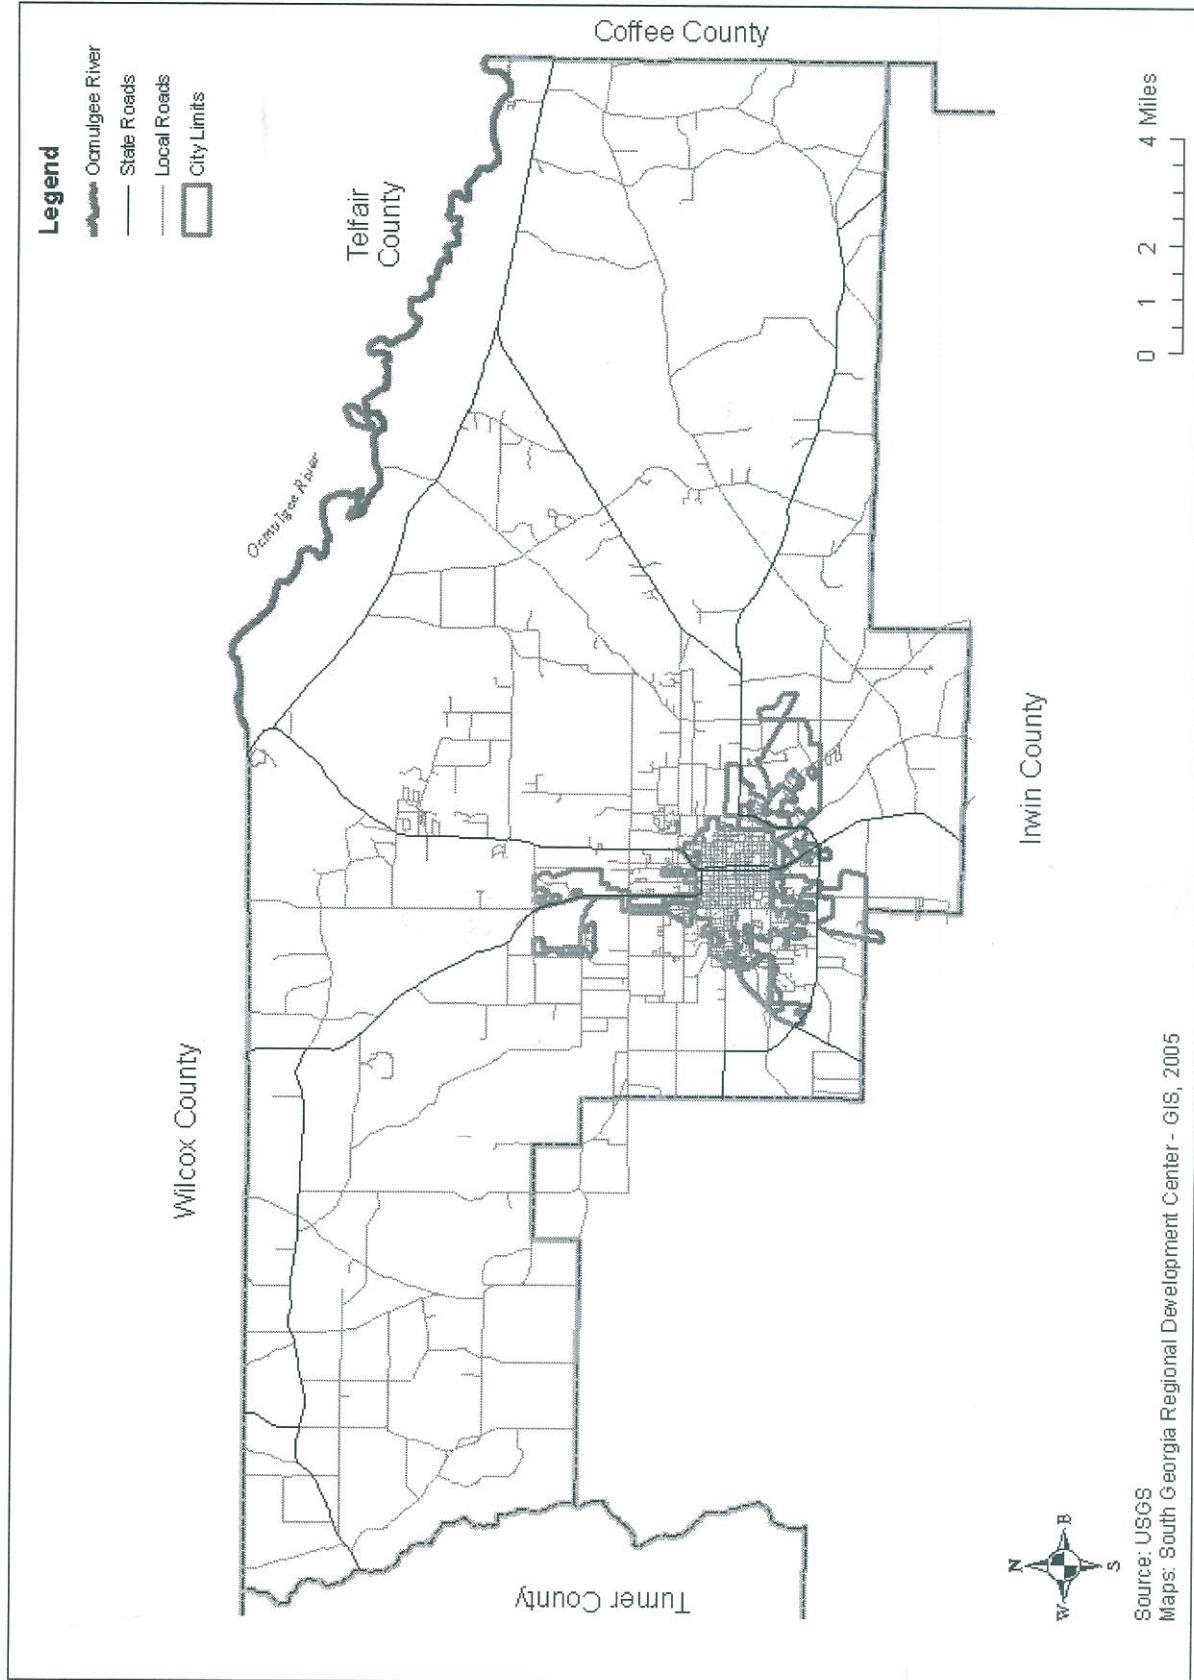 Legend
Ocmulgee River
State Roads
Local Roads
City Limits
Coffee County
Telfair
County
Ocmulgee River
Wilcox County
Irwin County
Turner County
0 1 2 4 Miles
N
W E
S
Source: USGS
Maps: South Georgia Regional Development Center - GIS, 2005